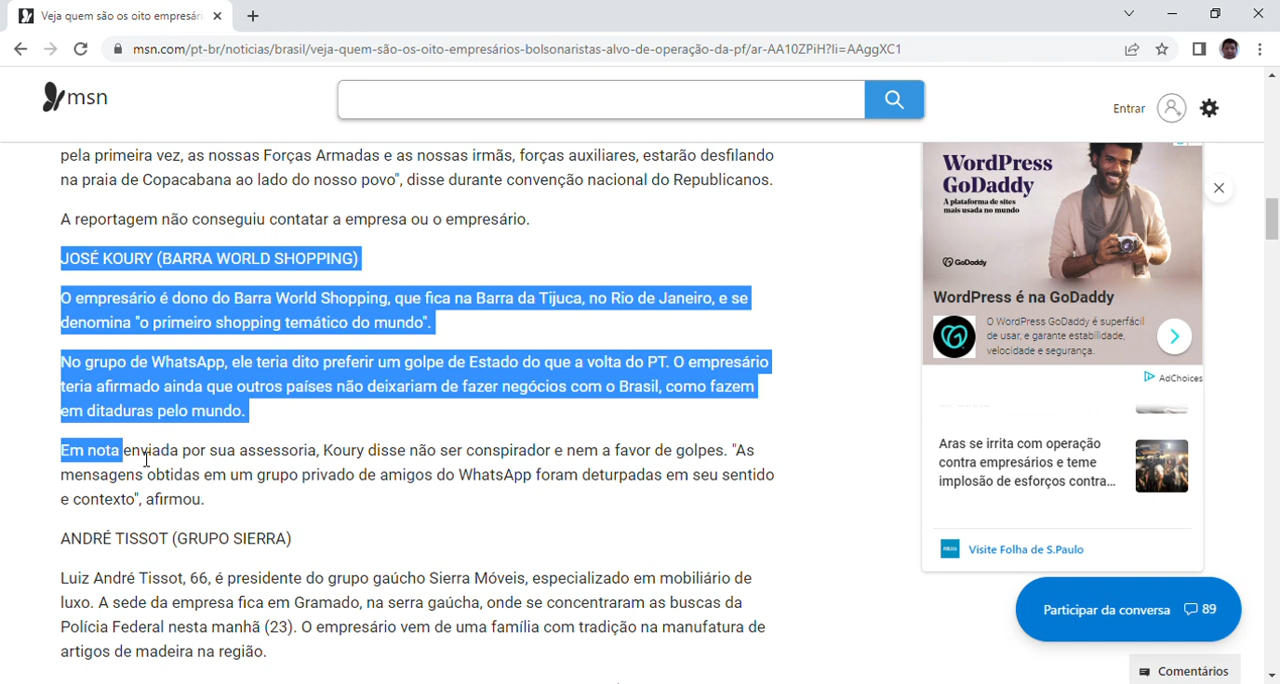 Veja quem são os oito empresári
msn.com/pt-br/noticias/brasil/veja-quem-são-os-oito-empresários-bolsonaristas-alvo-de-operação-da-pf/ar-AA10ZPiH?li=AAggXC1
msn
Entrar
pela primeira vez, as nossas Forças Armadas e as nossas irmãs, forças auxiliares, estarão desfilando
na praia de Copacabana ao lado do nosso povo", disse durante convenção nacional do Republicanos.
A reportagem não conseguiu contatar a empresa ou o empresário.
JOSÉ KOURY (BARRA WORLD SHOPPING)
O empresário é dono do Barra World Shopping, que fica na Barra da Tijuca, no Rio de Janeiro, e se
denomina "o primeiro shopping temático do mundo".
No grupo de WhatsApp, ele teria dito preferir um golpe de Estado do que a volta do PT. O empresário
teria afirmado ainda que outros países não deixariam de fazer negócios com o Brasil, como fazem
em ditaduras pelo mundo.
Em nota enviada por sua assessoria, Koury disse não ser conspirador e nem a favor de golpes. "As
mensagens obtidas em um grupo privado de amigos do WhatsApp foram deturpadas em seu sentido
e contexto", afirmou.
ANDRÉ TISSOT (GRUPO SIERRA)
Luiz André Tissot, 66, é presidente do grupo gaúcho Sierra Móveis, especializado em mobiliário de
luxo. A sede da empresa fica em Gramado, na serra gaúcha, onde se concentraram as buscas da
Polícia Federal nesta manhã (23). O empresário vem de uma família com tradição na manufatura de
artigos de madeira na região.
WordPress
GoDaddy
A plataforma de sites
mais usada no mundo
GoDaddy
WordPress é na GoDaddy
O WordPress GoDaddy é superfácil
de usar, e garante estabilidade,
velocidade e segurança.
AdChoices
Aras se irrita com operação
contra empresários e teme
implosão de esforços contra...
Visite Folha de S.Paulo
Participar da conversa 89
Comentários